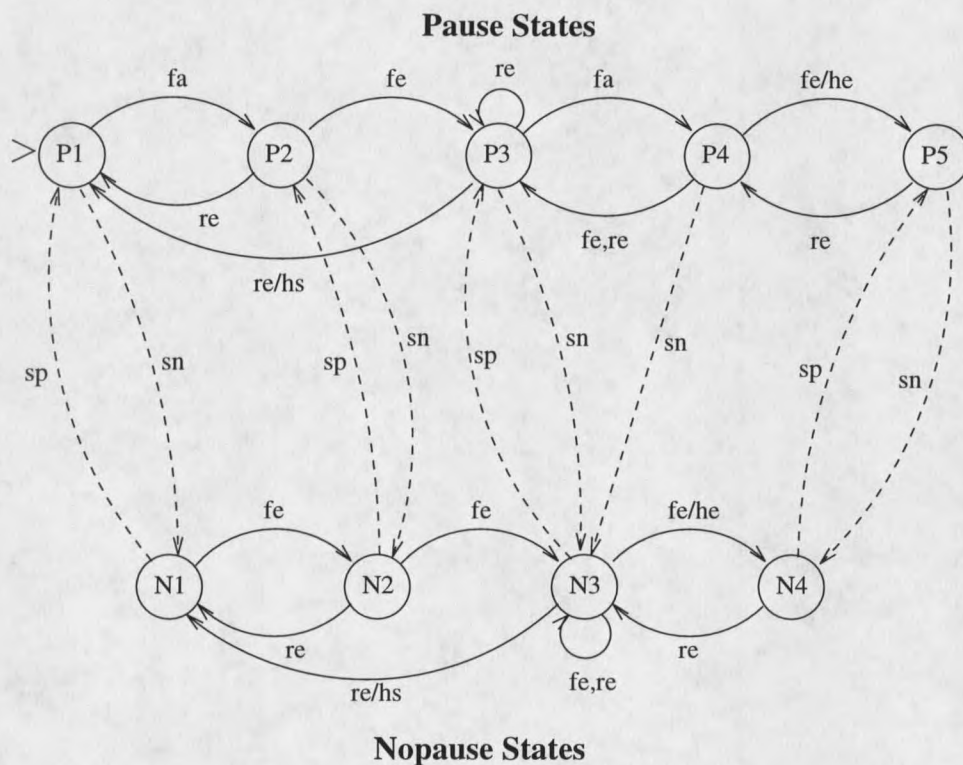 Pause States
re
fa fe fa fe/he
> P1 P2 P3 P4 P5
re fe,re re
re/hs
sp sn sp sn sp sn sn sp sn
fe fe fe/he
N1 N2 N3 N4
re re
re/hs fe,re
Nopause States